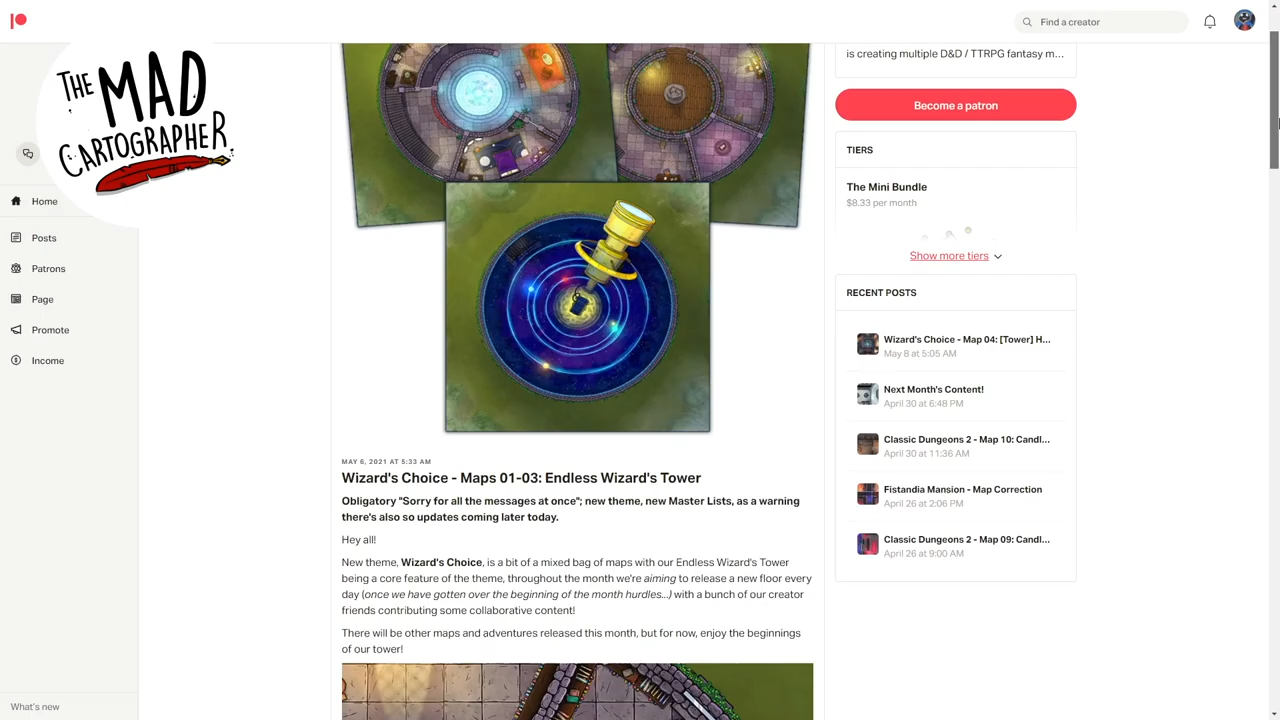 Find a creator
THE MAD
CARTOGRAPHER
Home
Posts
Patrons
Page
Promote
Income
What's new
MAY 6, 2021 AT 5:33 AM
Wizard's Choice - Maps 01-03: Endless Wizard's Tower
Obligatory "Sorry for all the messages at once"; new theme, new Master Lists, as a warning
there's also so updates coming later today.
Hey all!
New theme, Wizard's Choice, is a bit of a mixed bag of maps with our Endless Wizard's Tower
being a core feature of the theme, throughout the month we're aiming to release a new floor every
day (once we have gotten over the beginning of the month hurdles...) with a bunch of our creator
friends contributing some collaborative content!
There will be other maps and adventures released this month, but for now, enjoy the beginnings
of our tower!
is creating multiple D&D / TTRPG fantasy m...
Become a patron
TIERS
The Mini Bundle
$8.33 per month
Show more tiers
RECENT POSTS
Wizard's Choice - Map 04: [Tower] H...
May 8 at 5:05 AM
Next Month's Content!
April 30 at 6:48 PM
Classic Dungeons 2 - Map 10: Candl...
April 30 at 11:36 AM
Fistandia Mansion - Map Correction
April 26 at 2:06 PM
Classic Dungeons 2 - Map 09: Candl...
April 26 at 9:00 AM